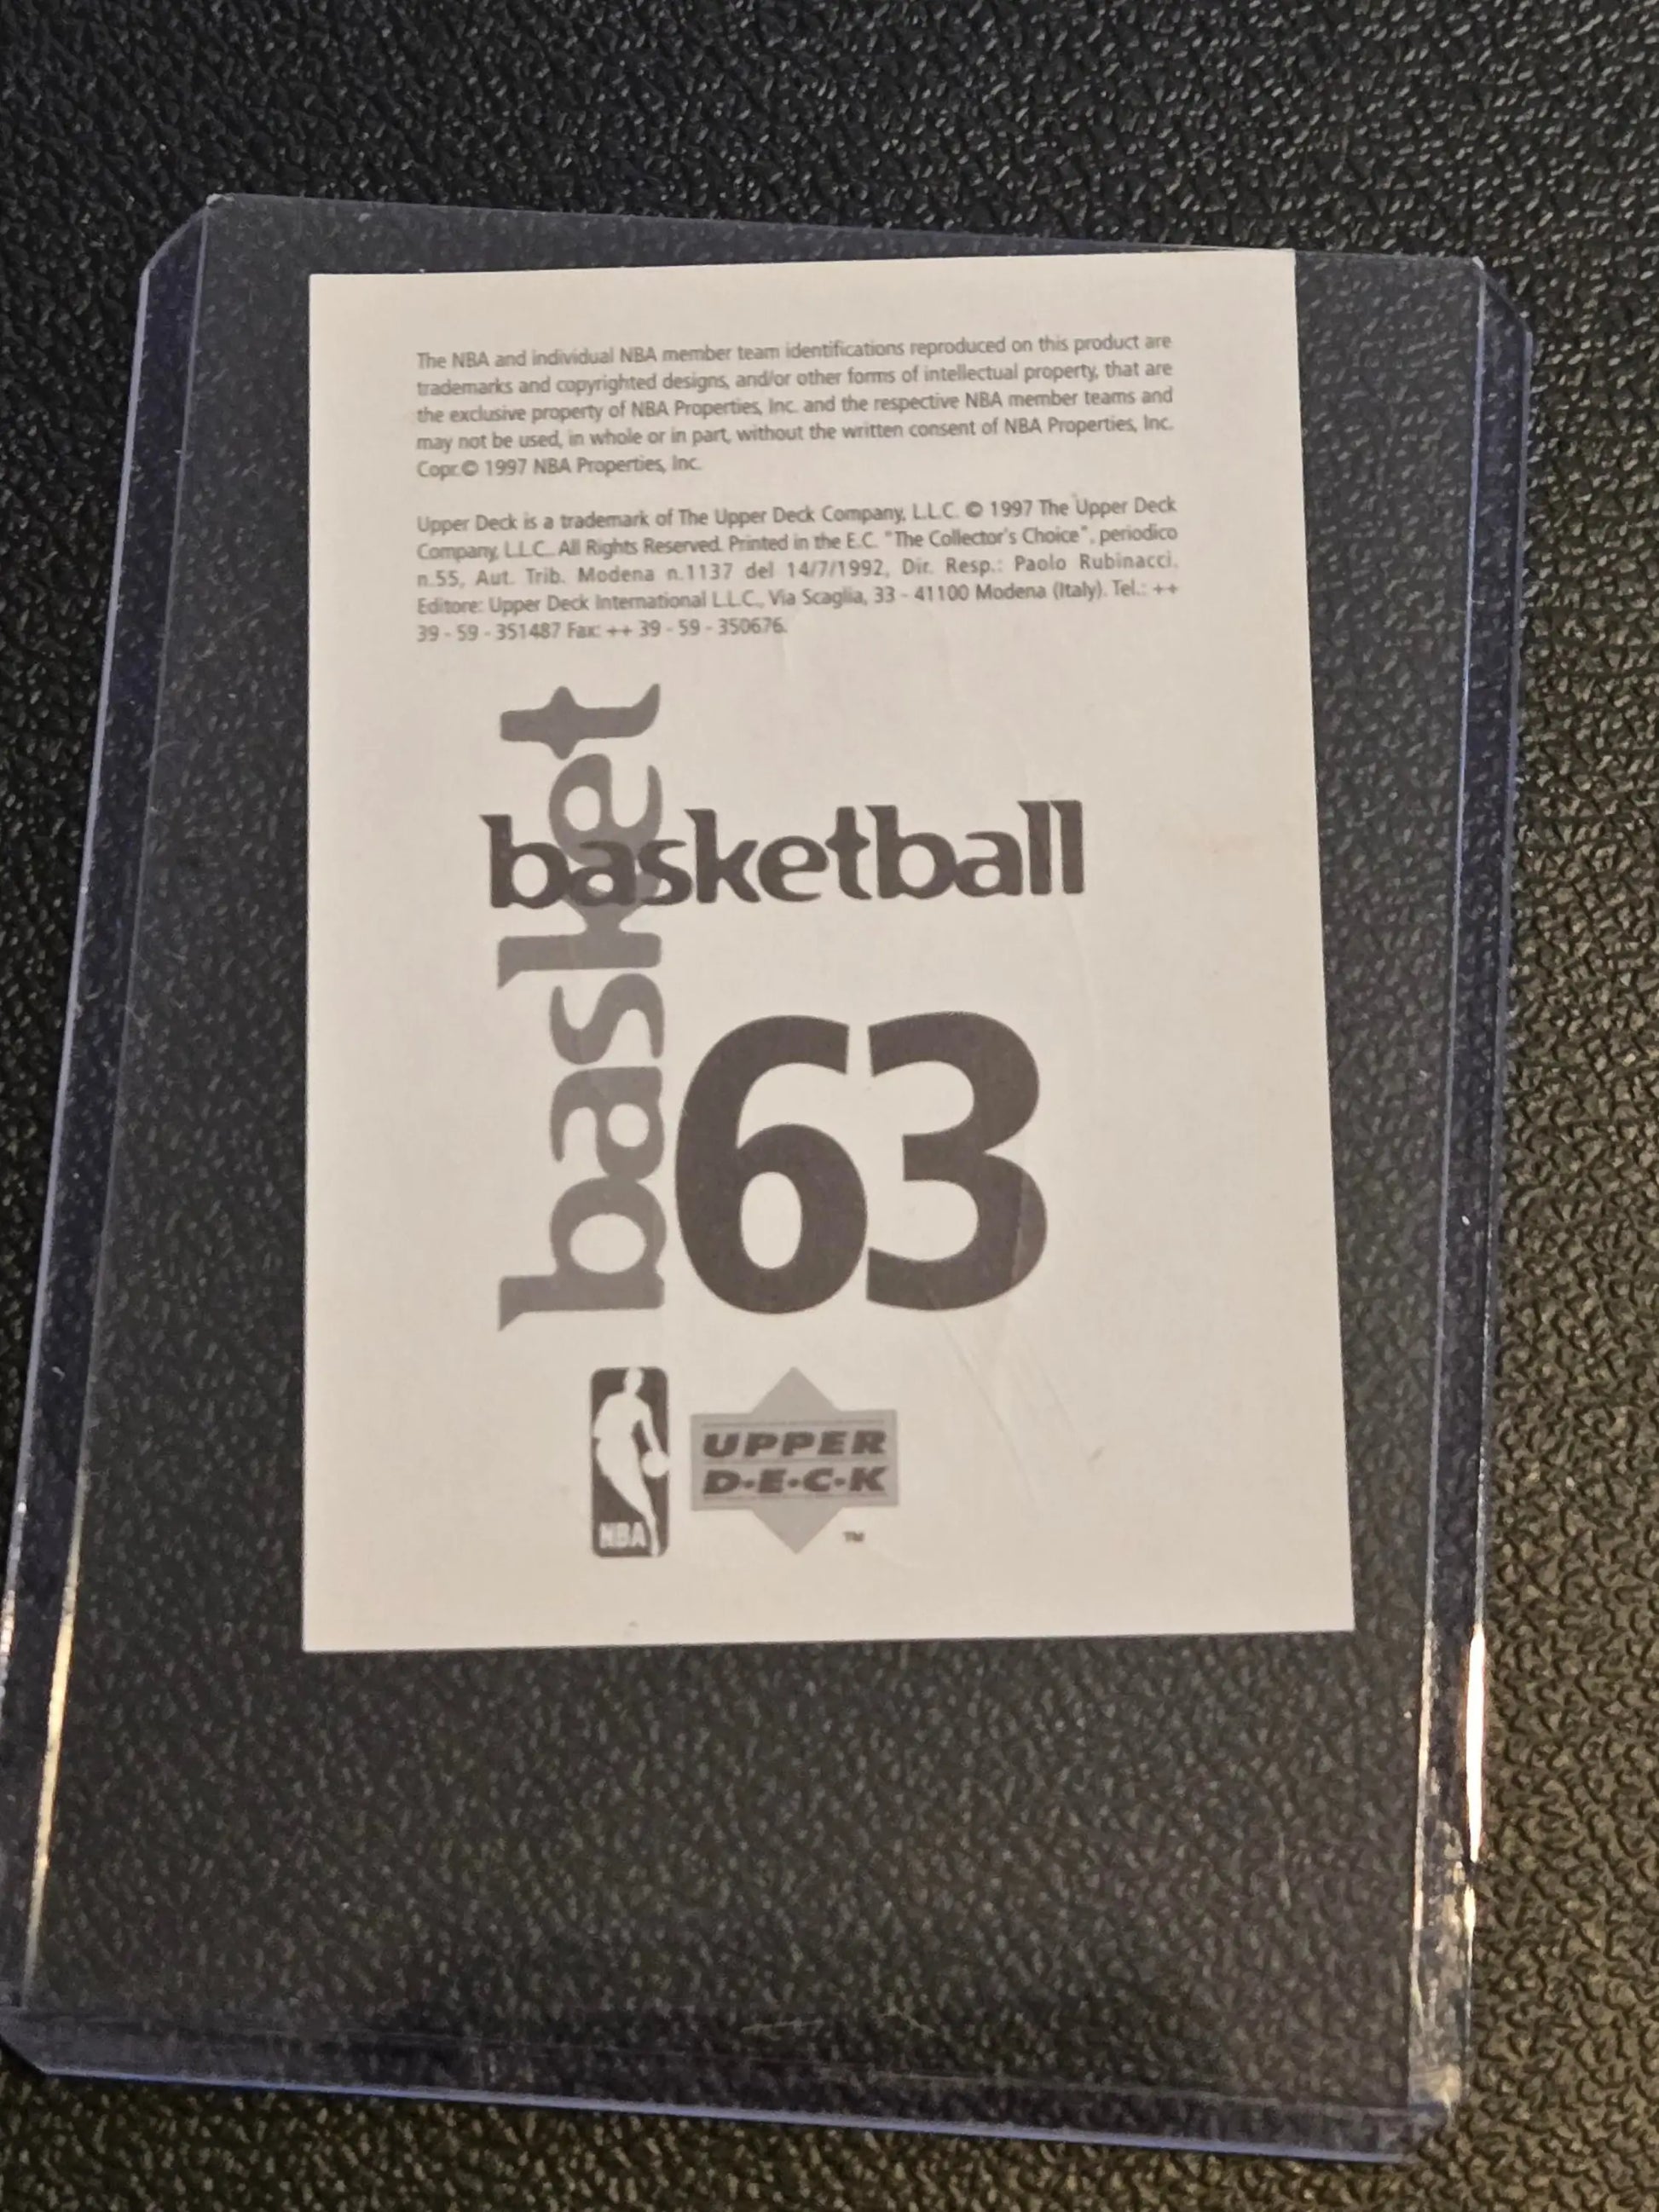 The NBA and individual NBA member team identifications reproduced on this product are
trademarks and copyrighted designs, and/or other forms of intellectual property, that are
the exclusive property of NBA Properties, Inc. and the respective NBA member teams and
may not be used, in whole or in part, without the written consent of NBA Properties, Inc.
Copr.© 1997 NBA Properties, Inc.
Upper Deck is a trademark of The Upper Deck Company, L.L.C. © 1997 The Upper Deck
Company, L.L.C. All Rights Reserved. Printed in the E.C. "The Collector's Choice", periodico
n.55, Aut. Trib. Modena n.1137 del 14/7/1992, Dir. Resp.: Paolo Rubinacci.
Editore: Upper Deck International L.L.C., Via Scaglia, 33 - 41100 Modena (Italy). Tel.: ++
39 - 59 - 351487 Fax: ++ 39 - 59 - 350676.
basket
basketball
63
NBA
UPPER
D·E·C·K
TM